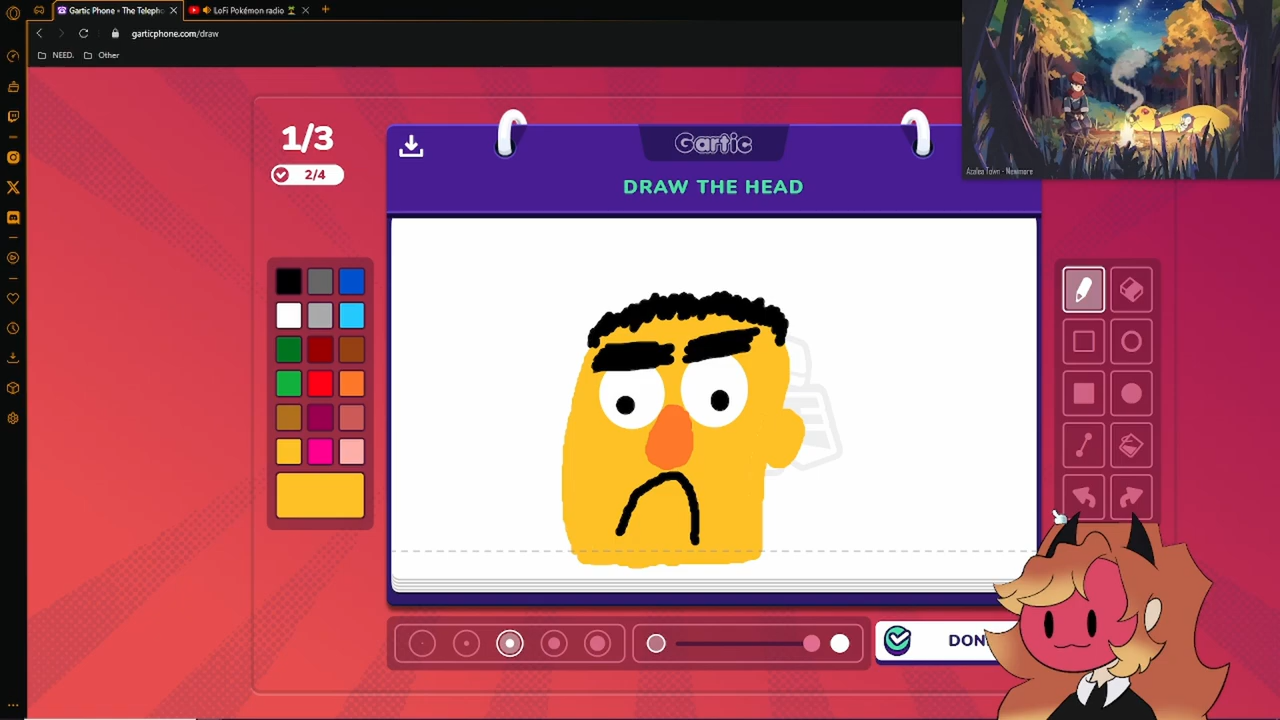 Gartic Phone - The Teleph
LoFi Pokémon radio
garticphone.com/draw
NEED.
Other
Azalea Town - Newmore
1/3
2/4
Gartic
DRAW THE HEAD
DON